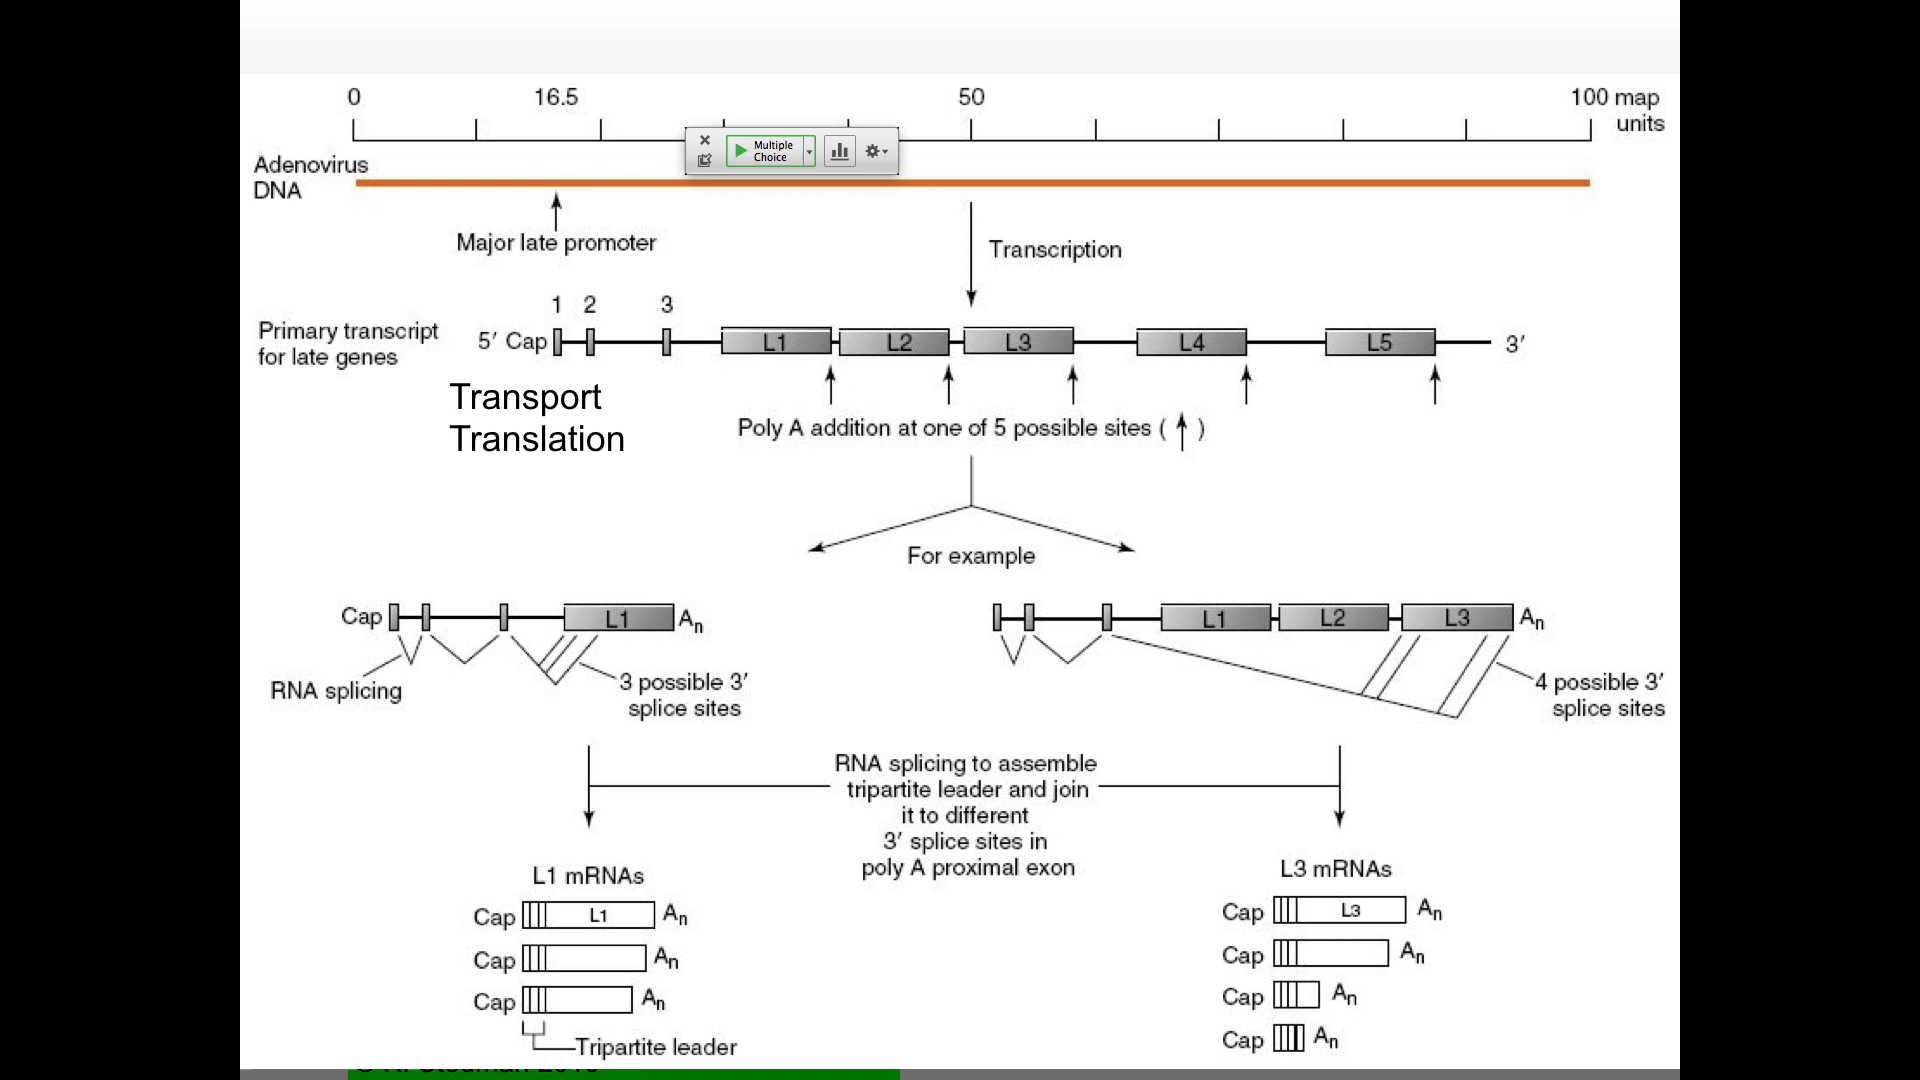 0 16.5 50 100 map
units
Multiple
Choice
Adenovirus
DNA
Major late promoter
Transcription
1 2 3
Primary transcript
for late genes
5′ Cap L1 L2 L3 L4 L5 3′
Transport
Translation
Poly A addition at one of 5 possible sites ( )
For example
Cap L1 An
L1 L2 L3 An
RNA splicing
3 possible 3′
splice sites
4 possible 3′
splice sites
RNA splicing to assemble
tripartite leader and join
it to different
3′ splice sites in
poly A proximal exon
L1 mRNAs
Cap L1 An
Cap An
Cap An
Tripartite leader
L3 mRNAs
Cap L3 An
Cap An
Cap An
Cap An